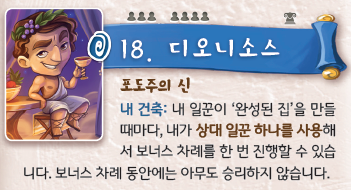 18. 디오니소스
포도주의 신
내 건축: 내 일꾼이 ‘완성된 집’을 만들
때마다, 내가 상대 일꾼 하나를 사용해
서 보너스 차례를 한 번 진행할 수 있습
니다. 보너스 차례 동안에는 아무도 승리하지 않습니다.